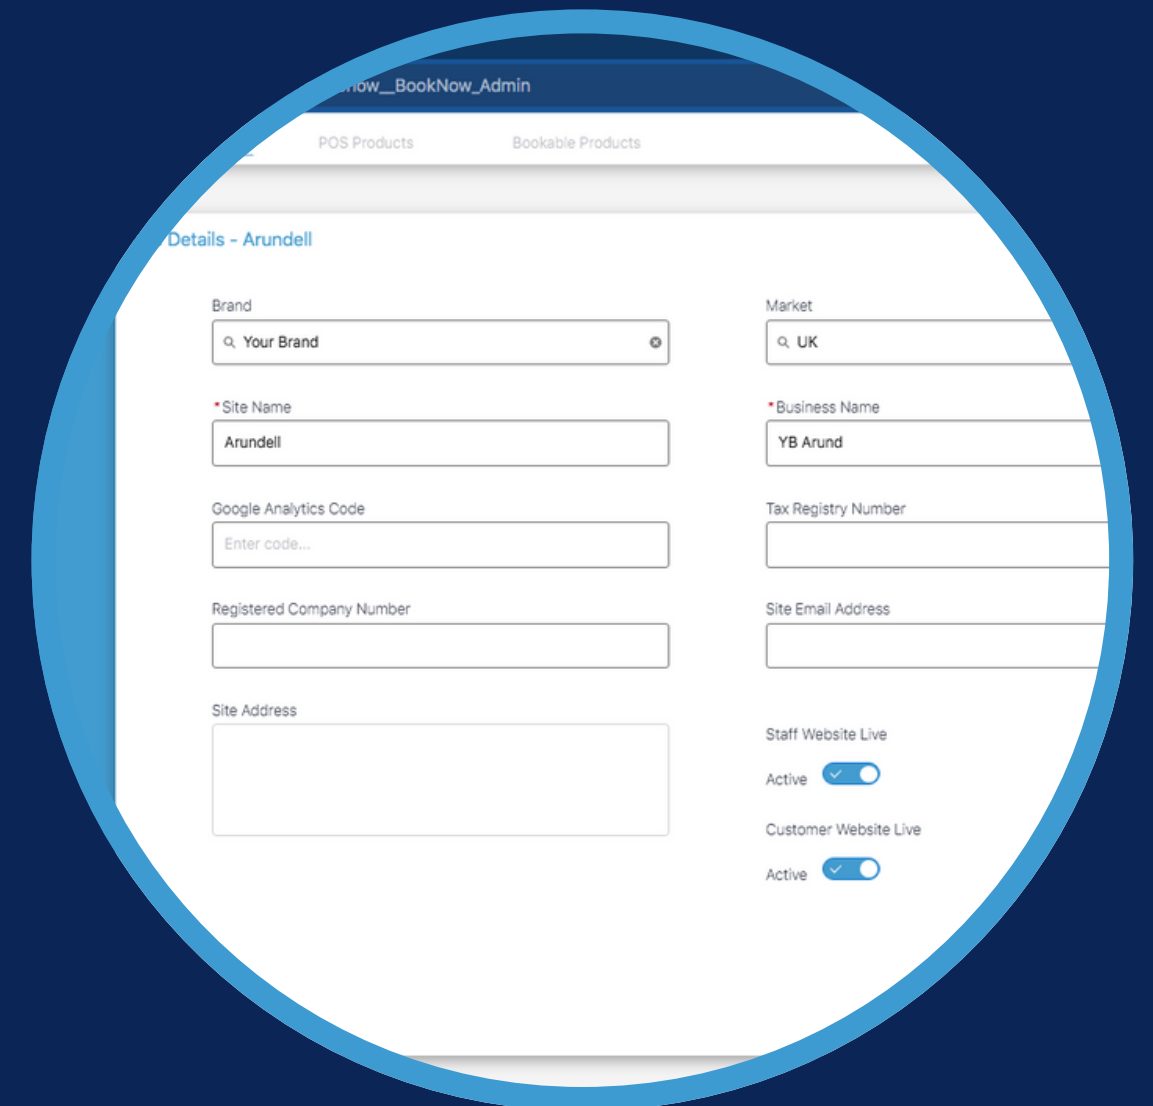 now__BookNow_Admin
POS Products
Bookable Products
Details - Arundell
Brand
Market
Your Brand
UK
*Site Name
*Business Name
Arundell
YB Arund
Google Analytics Code
Tax Registry Number
Enter code...
Registered Company Number
Site Email Address
Site Address
Staff Website Live
Active
Customer Website Live
Active